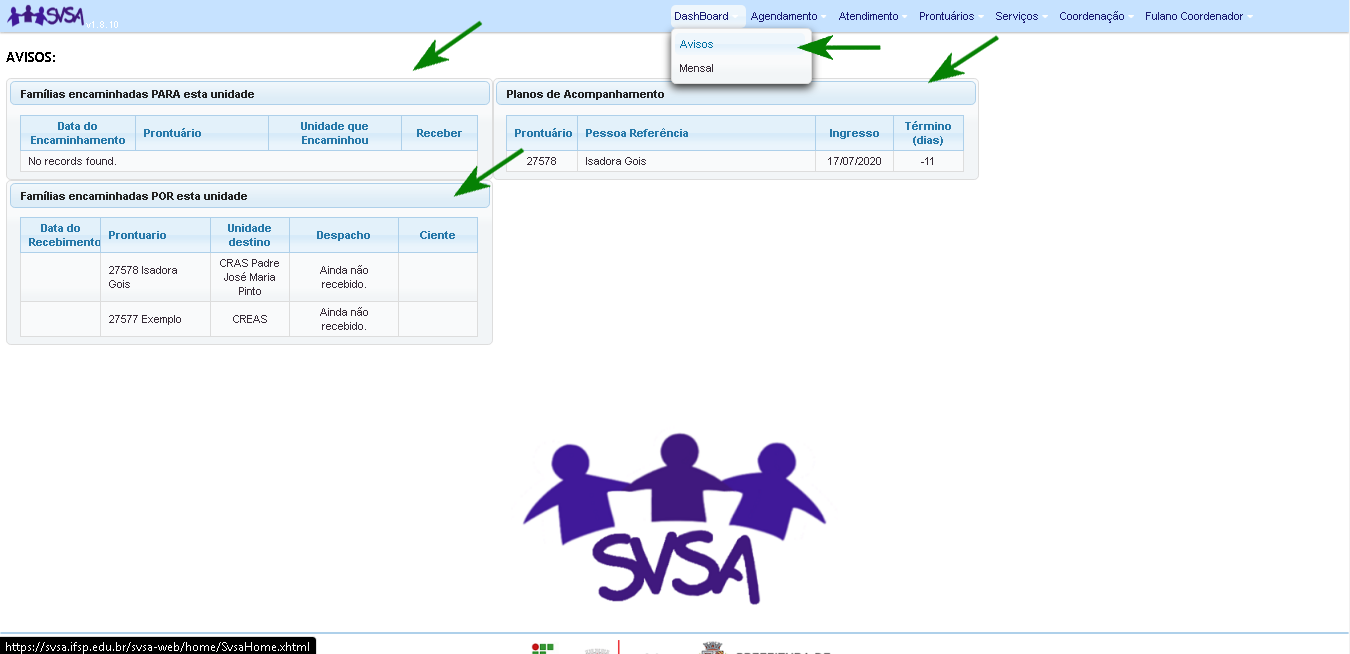 SVSA v1.8.10
DashBoard Agendamento Atendimento Prontuários Serviços Coordenação Fulano Coordenador
Avisos
Mensal
AVISOS:
Famílias encaminhadas PARA esta unidade
Data do
Encaminhamento
Prontuário
Unidade que
Encaminhou
Receber
No records found.
Planos de Acompanhamento
Prontuário Pessoa Referência Ingresso
Término
(dias)
27578 Isadora Gois 17/07/2020 -11
Famílias encaminhadas POR esta unidade
Data do
Recebimento
Prontuario
Unidade
destino
Despacho
Ciente
27578 Isadora
Gois
CRAS Padre
José Maria
Pinto
Ainda não
recebido.
27577 Exemplo
CREAS
Ainda não
recebido.
SVSA
https://svsa.ifsp.edu.br/svsa-web/home/SvsaHome.xhtml